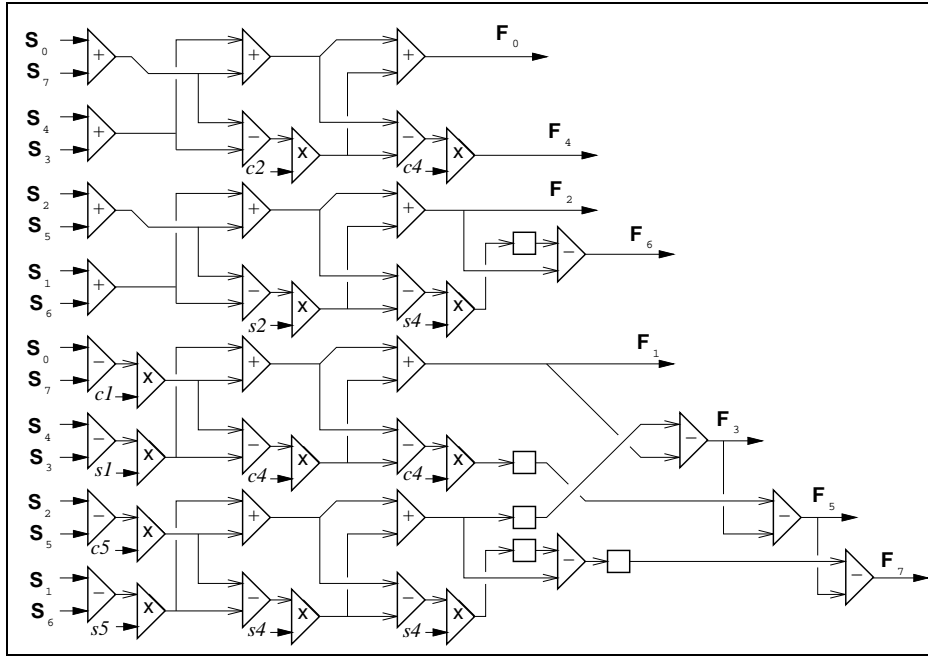 S0 + + + F0
S7
S4 + − × − × F4
S3 c2 c4
S2 + + + F2
S5 − F6
S1 + − × − ×
S6 s2 s4
S0 − × + + F1
S7 c1
S4 − × − × − × − F3
S3 s1 c4 c4
S2 − × + + − F5
S5 c5 − − F7
S1 − × − × − ×
S6 s5 s4 s4